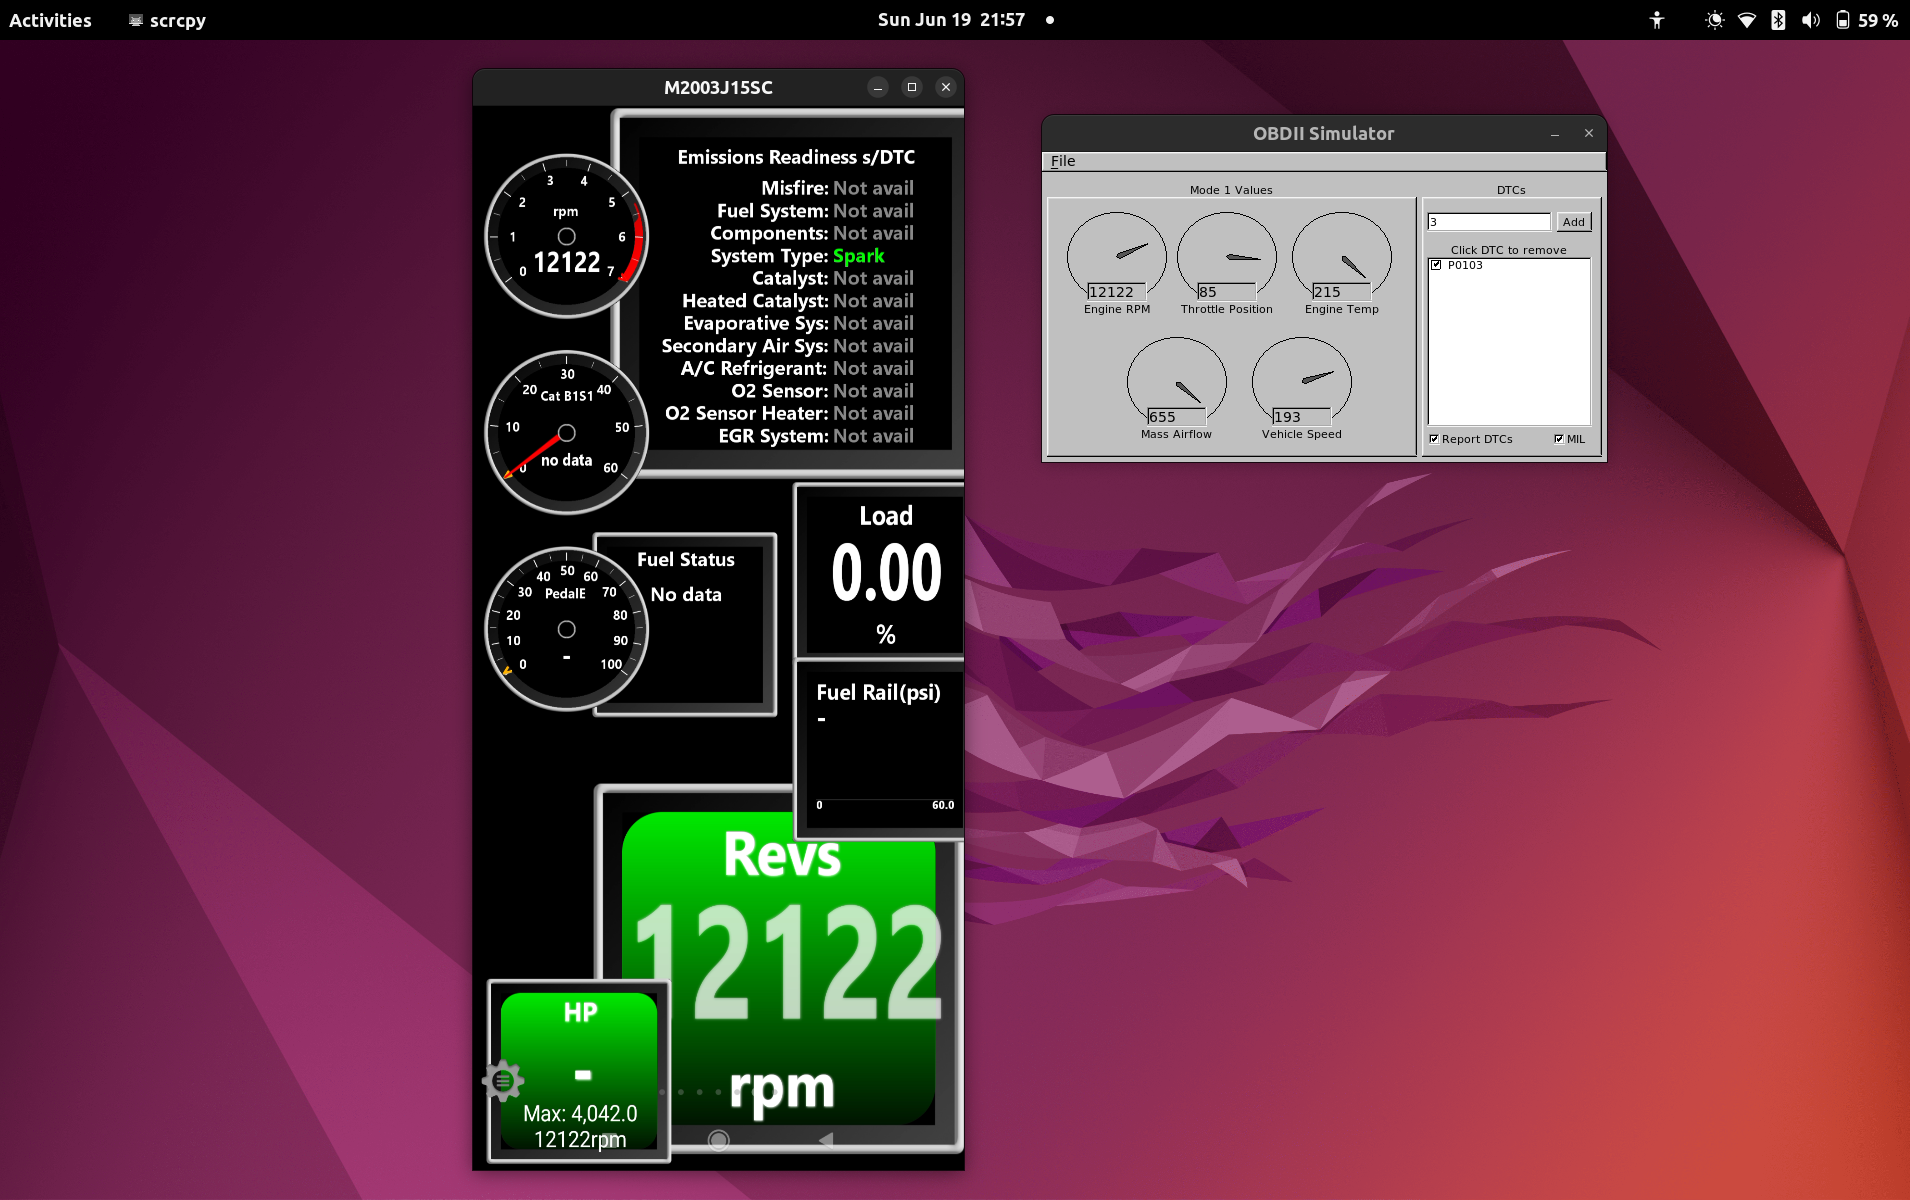 Activities
scrcpy
Sun Jun 19 21:57
59 %
M2003J15SC
3 4
2 rpm 5
1 6
0 12122 7
Emissions Readiness s/DTC
Misfire: Not avail
Fuel System: Not avail
Components: Not avail
System Type: Spark
Catalyst: Not avail
Heated Catalyst: Not avail
Evaporative Sys: Not avail
Secondary Air Sys: Not avail
A/C Refrigerant: Not avail
O2 Sensor: Not avail
O2 Sensor Heater: Not avail
EGR System: Not avail
30
20 Cat B1S1 40
10 50
no data
0 60
Load
0.00
%
Fuel Status
No data
40 50 60
30 PedalE 70
20 80
10 90
0 - 100
Fuel Rail(psi)
-
0 60.0
Revs
12122
rpm
HP
-
Max: 4,042.0
12122rpm
OBDII Simulator
File
Mode 1 Values
12122
Engine RPM
85
Throttle Position
215
Engine Temp
655
Mass Airflow
193
Vehicle Speed
DTCs
3
Add
Click DTC to remove
P0103
Report DTCs
MIL